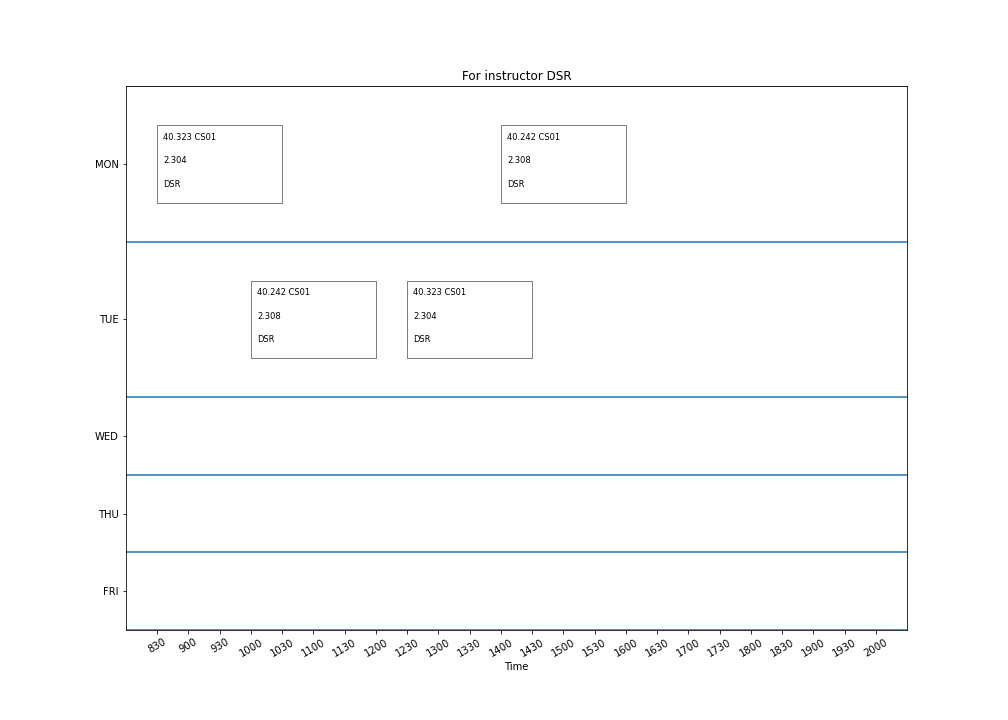 For instructor DSR
MON
40.323 CS01
2.304
DSR
40.242 CS01
2.308
DSR
TUE
40.242 CS01
2.308
DSR
40.323 CS01
2.304
DSR
WED
THU
FRI
830 900 930 1000 1030 1100 1130 1200 1230 1300 1330 1400 1430 1500 1530 1600 1630 1700 1730 1800 1830 1900 1930 2000
Time